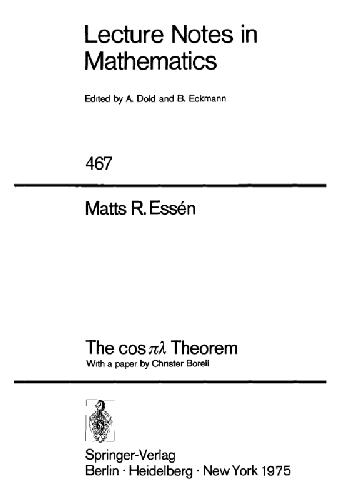 Lecture Notes in
Mathematics
Edited by A. Dold and B. Eckmann
467
Matts R. Essén
The cos πλ Theorem
With a paper by Christer Borell
Springer-Verlag
Berlin · Heidelberg · New York 1975